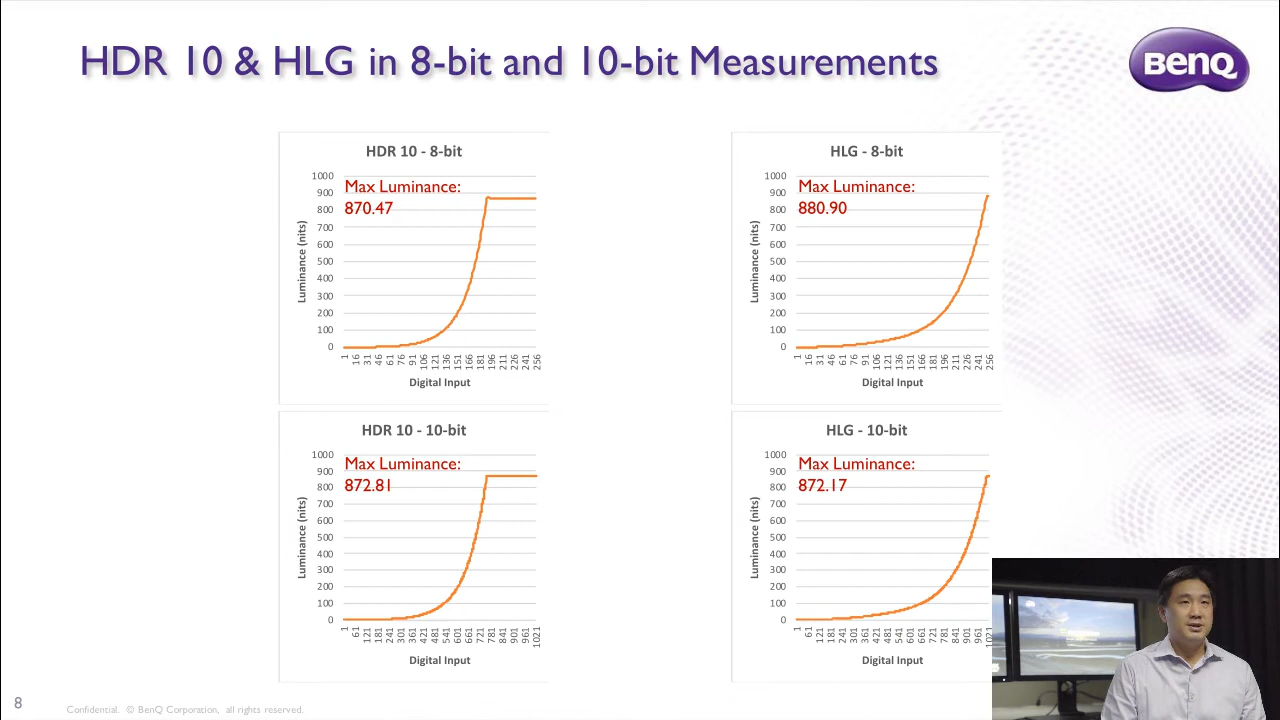 HDR 10 & HLG in 8-bit and 10-bit Measurements
BenQ
HDR 10 - 8-bit
Max Luminance:
870.47
1000
900
800
700
600
500
400
300
200
100
0
Luminance (nits)
1 16 31 46 61 76 91 106 121 136 151 166 181 196 211 226 241 256
Digital Input
HLG - 8-bit
Max Luminance:
880.90
1000
900
800
700
600
500
400
300
200
100
0
Luminance (nits)
1 16 31 46 61 76 91 106 121 136 151 166 181 196 211 226 241 256
Digital Input
HDR 10 - 10-bit
Max Luminance:
872.81
1000
900
800
700
600
500
400
300
200
100
0
Luminance (nits)
1 61 121 181 241 301 361 421 481 541 601 661 721 781 841 901 961 1021
Digital Input
HLG - 10-bit
Max Luminance:
872.17
1000
900
800
700
600
500
400
300
200
100
0
Luminance (nits)
1 61 121 181 241 301 361 421 481 541 601 661 721 781 841 901 961 1021
Digital Input
8
Confidential. © BenQ Corporation, all rights reserved.